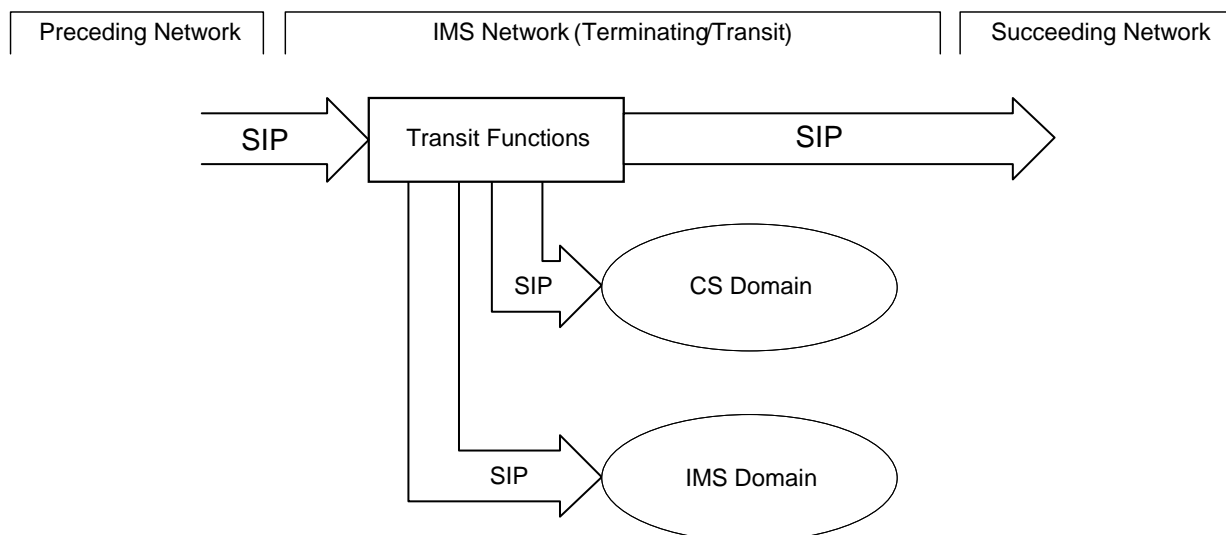 Preceding Network
IMS Network (Terminating/Transit)
Succeeding Network
SIP
Transit Functions
SIP
SIP
CS Domain
SIP
IMS Domain